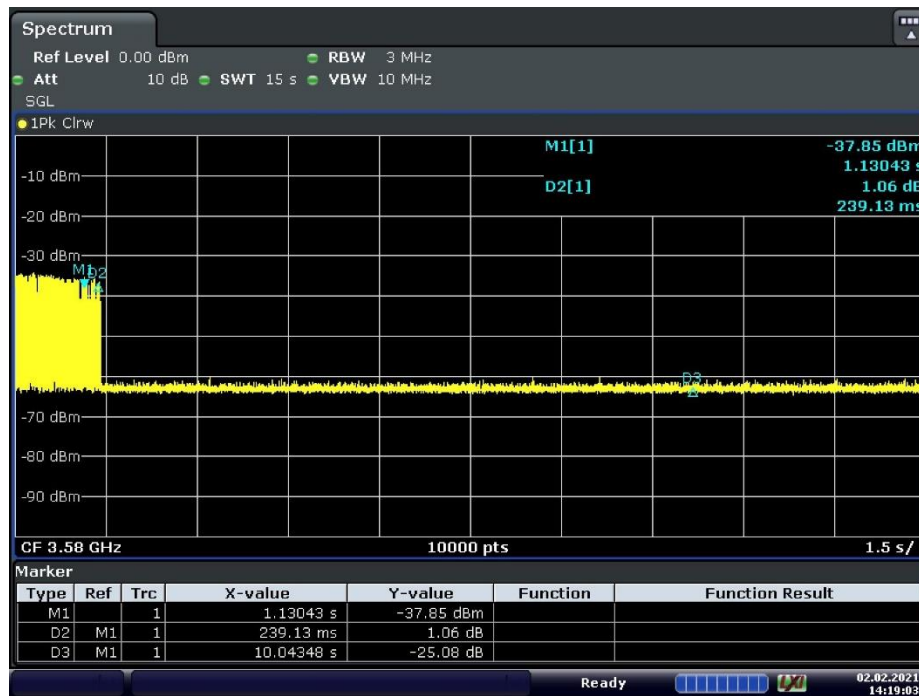 Spectrum
Ref Level 0.00 dBm RBW 3 MHz
Att 10 dB SWT 15 s VBW 10 MHz
SGL
1Pk Clrw
M1[1] -37.85 dBm
1.13043 s
-10 dBm
D2[1] 1.06 dB
239.13 ms
-20 dBm
-30 dBm
M1 D2
D3
-70 dBm
-80 dBm
-90 dBm
CF 3.58 GHz 10000 pts 1.5 s/
Marker
Type Ref Trc X-value Y-value Function Function Result
M1 1 1.13043 s -37.85 dBm
D2 M1 1 239.13 ms 1.06 dB
D3 M1 1 10.04348 s -25.08 dB
Ready LXI 02.02.2021
14:19:03